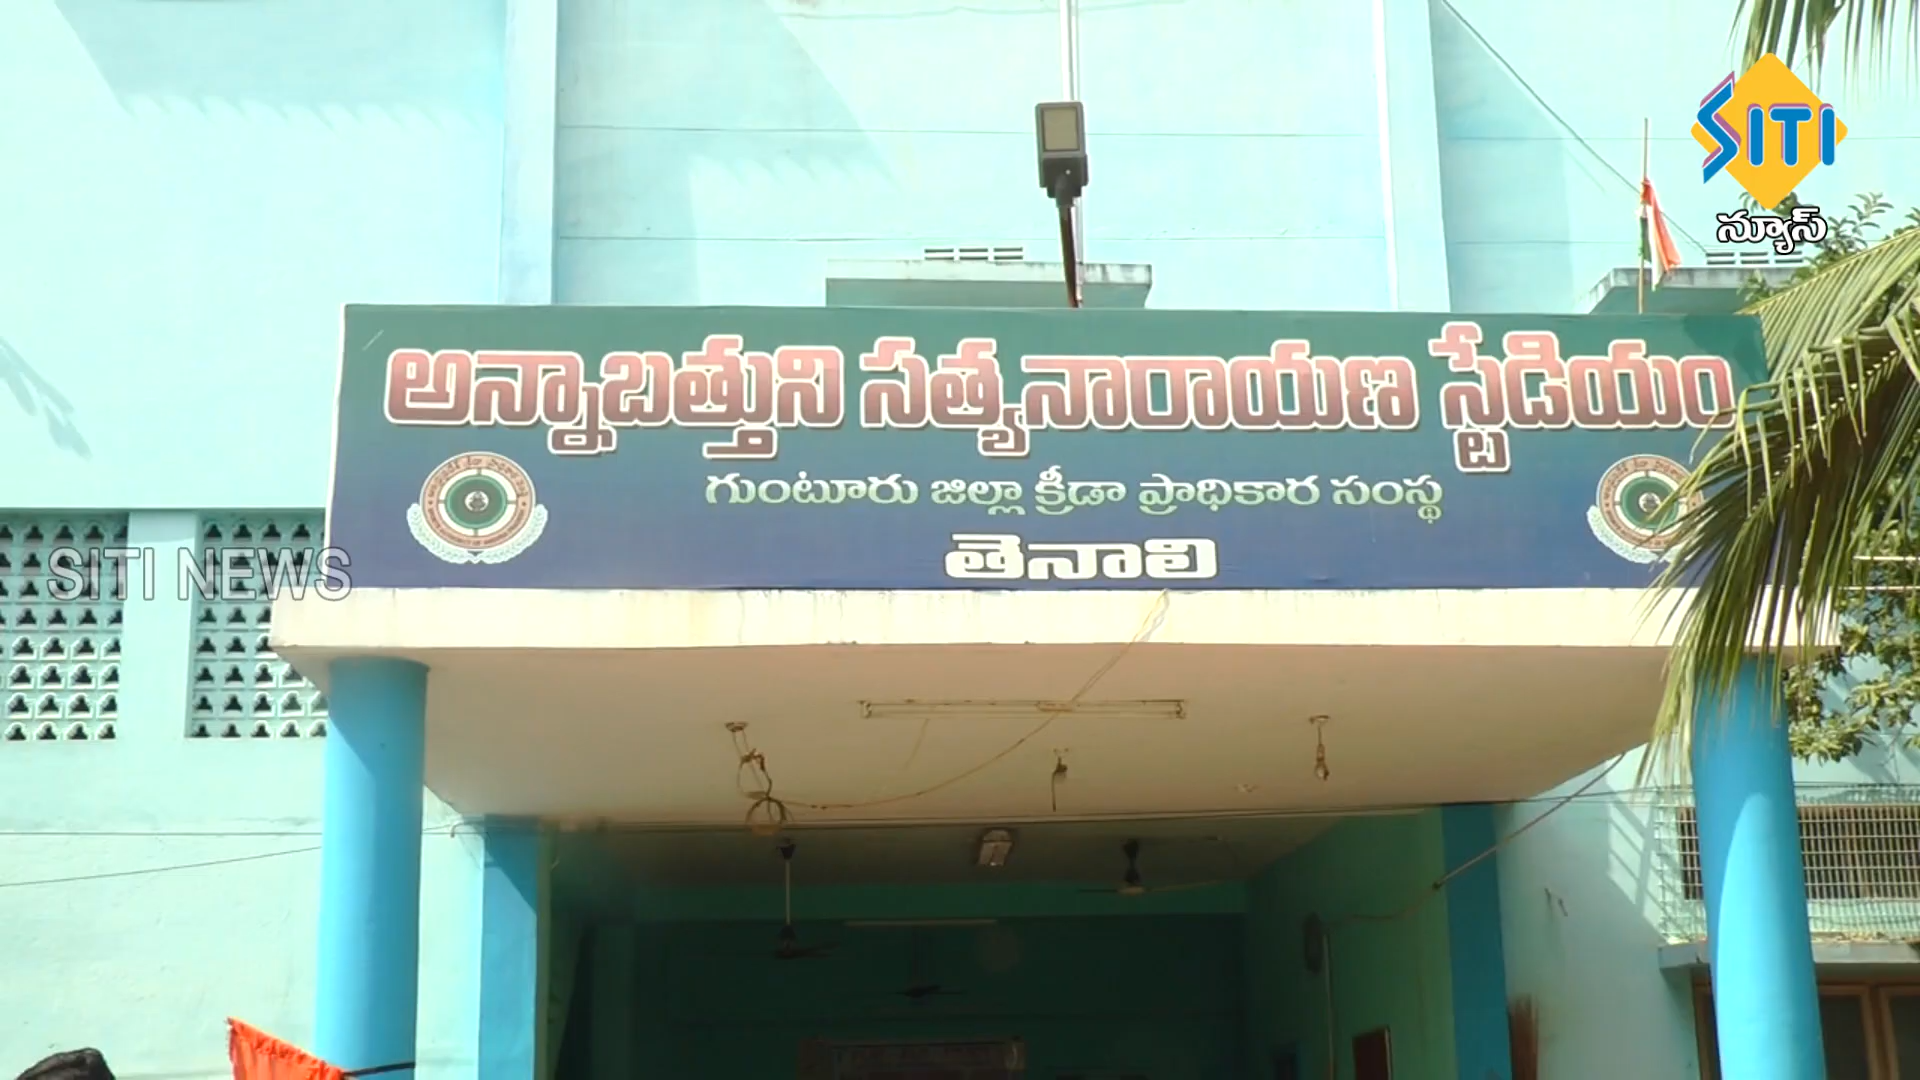 SITI
న్యూస్
అన్నాబత్తుని సత్యనారాయణ స్టేడియం
గుంటూరు జిల్లా క్రీడా ప్రాధికార సంస్థ
తెనాలి
SITI NEWS